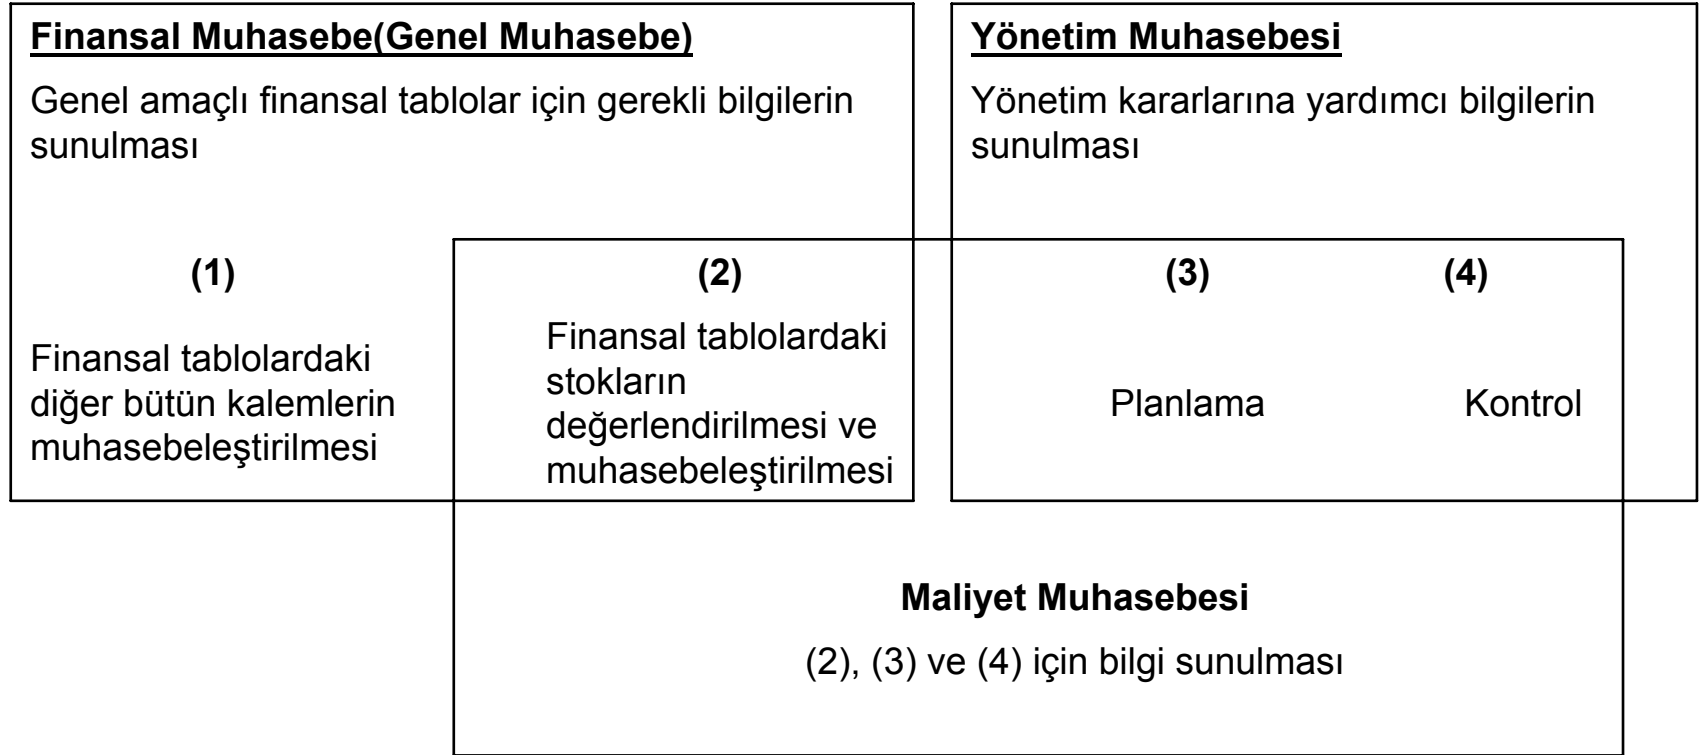 Finansal Muhasebe(Genel Muhasebe)
Genel amaçlı finansal tablolar için gerekli bilgilerin
sunulması
Yönetim Muhasebesi
Yönetim kararlarına yardımcı bilgilerin
sunulması
(1)
Finansal tablolardaki
diğer bütün kalemlerin
muhasebeleştirilmesi
(2)
Finansal tablolardaki
stokların
değerlendirilmesi ve
muhasebeleştirilmesi
(3)
Planlama
(4)
Kontrol
Maliyet Muhasebesi
(2), (3) ve (4) için bilgi sunulması